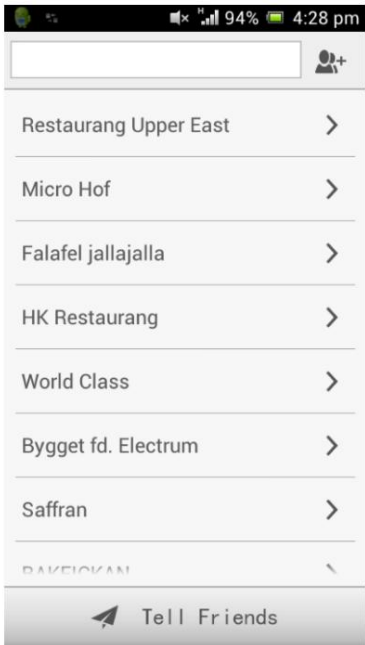 H 94% 4:28 pm
Restaurang Upper East
Micro Hof
Falafel jallajalla
HK Restaurang
World Class
Bygget fd. Electrum
Saffran
BAKFICKAN
Tell Friends